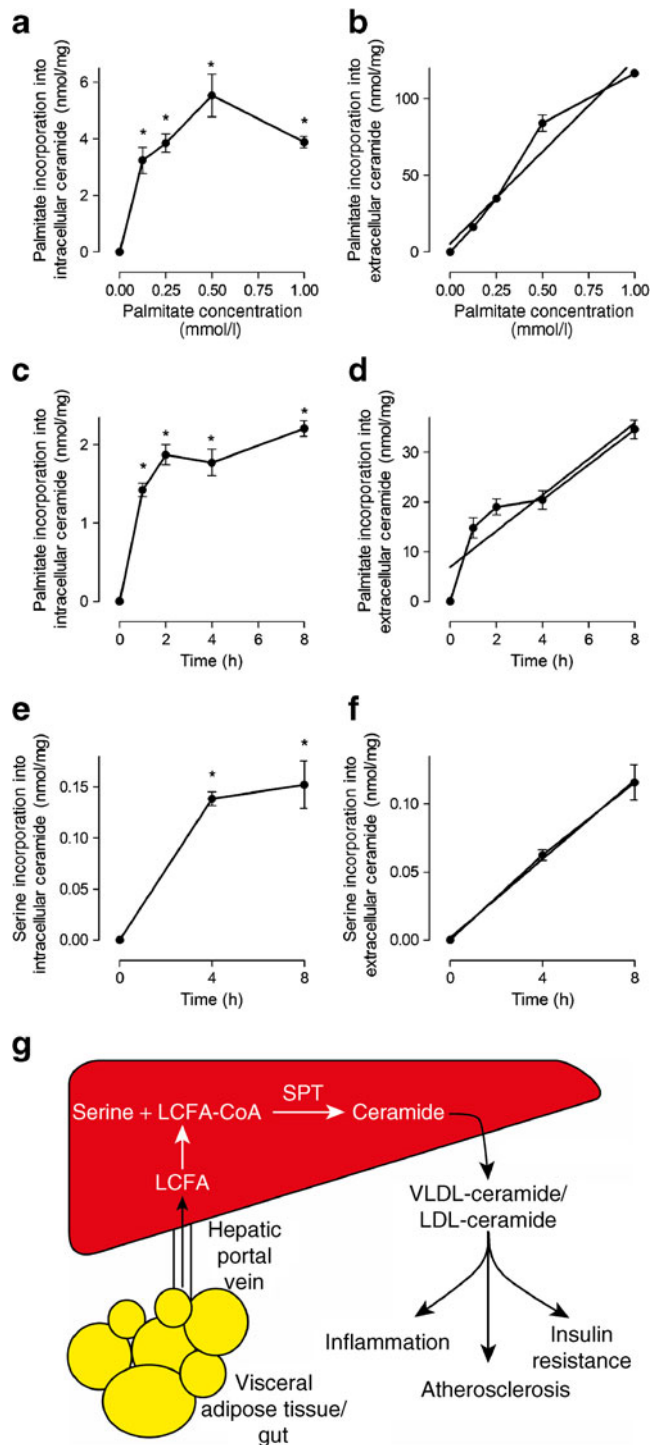 a
Palmitate incorporation into
intracellular ceramide (nmol/mg)
6
4
2
0
* * * *
0.00 0.25 0.50 0.75 1.00
Palmitate concentration
(mmol/l)
b
Palmitate incorporation into
extracellular ceramide (nmol/mg)
100
50
0
0.00 0.25 0.50 0.75 1.00
Palmitate concentration
(mmol/l)
c
Palmitate incorporation into
intracellular ceramide (nmol/mg)
2
1
0
* * * *
0 2 4 6 8
Time (h)
d
Palmitate incorporation into
extracellular ceramide (nmol/mg)
30
20
10
0
0 2 4 6 8
Time (h)
e
Serine incorporation into
intracellular ceramide (nmol/mg)
0.15
0.10
0.05
0.00
* *
0 4 8
Time (h)
f
Serine incorporation into
extracellular ceramide (nmol/mg)
0.10
0.05
0.00
0 4 8
Time (h)
g
SPT
Serine + LCFA-CoA Ceramide
LCFA
VLDL-ceramide/
LDL-ceramide
Hepatic
portal
vein
Inflammation
Insulin
resistance
Atherosclerosis
Visceral
adipose tissue/
gut